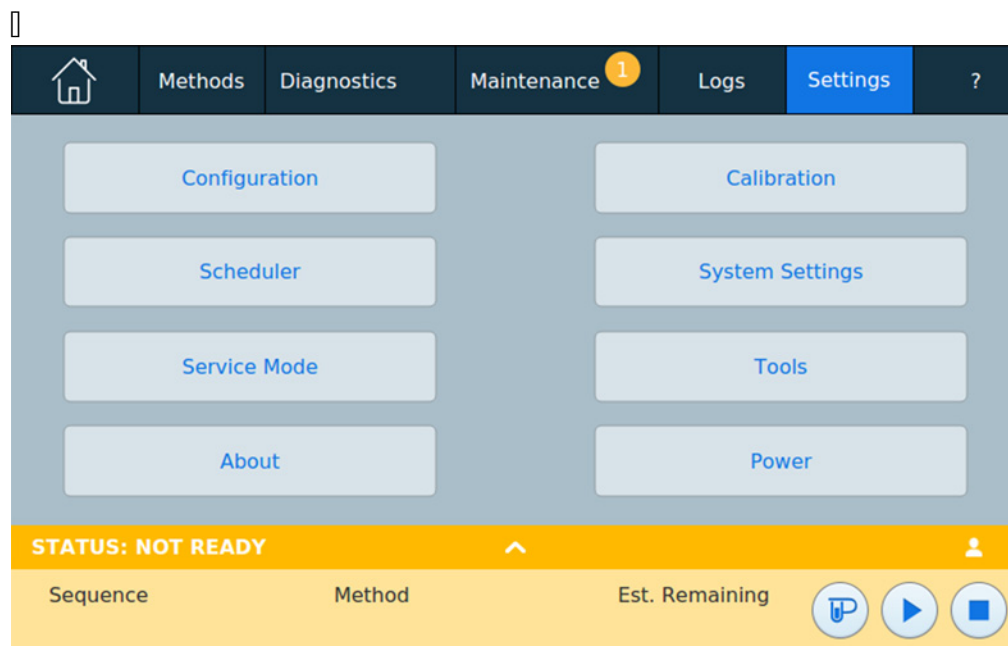 Methods Diagnostics Maintenance 1 Logs Settings ?
Configuration Calibration
Scheduler System Settings
Service Mode Tools
About Power
STATUS: NOT READY
Sequence Method Est. Remaining